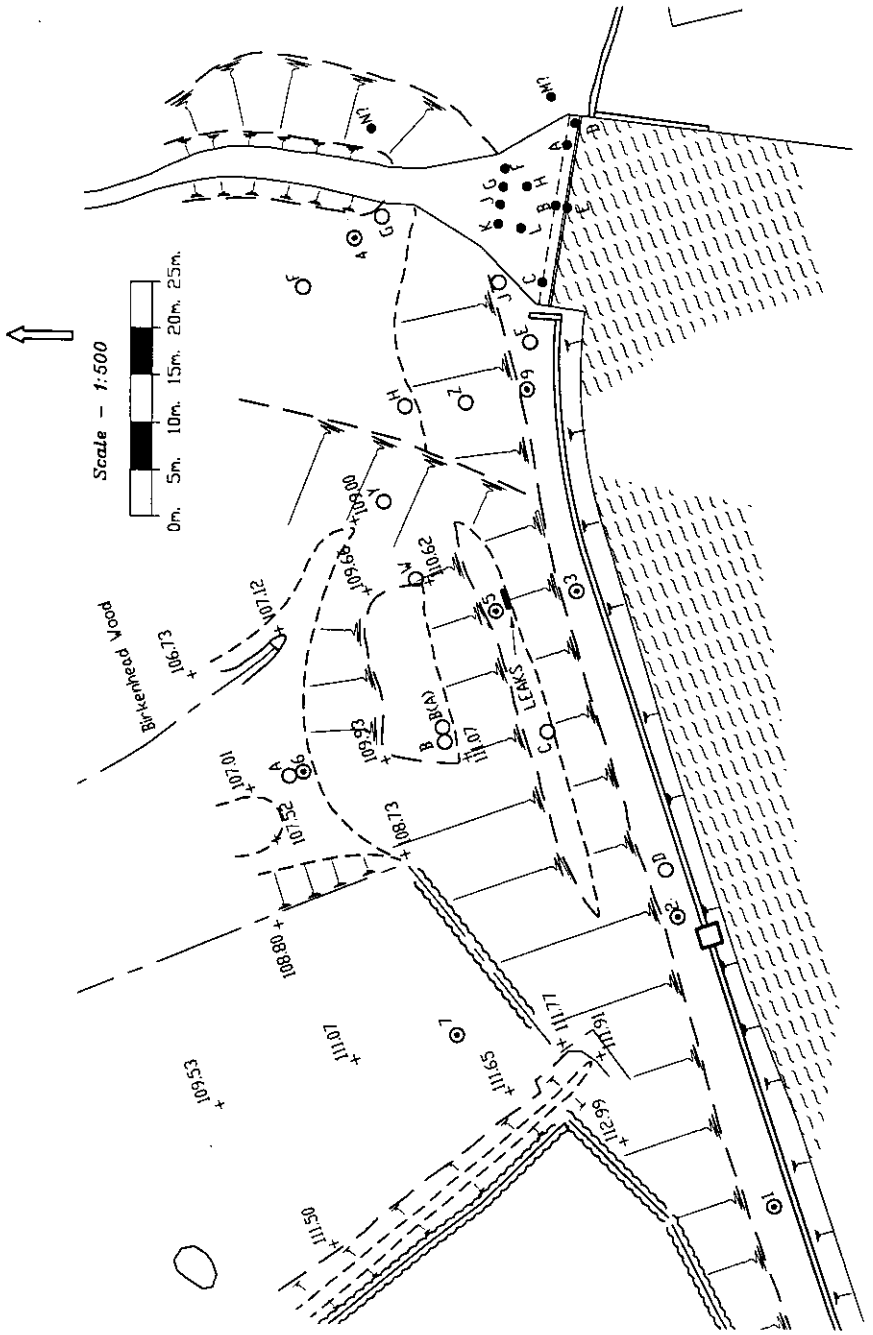 Scale - 1:500
0m. 5m. 10m. 15m. 20m. 25m.
Birkenhead Wood
106.73
107.12
107.01
107.52
108.80
108.73
109.53
111.07
111.65
111.77
111.91
112.99
111.50
109.93
111.07
109.66
109.00
110.62
LEAKS
N?
M?
A
D
F
G
H
J
K
L
B
E
C
G
4
F
J
E
9
Z
H
Y
W
5
3
B
B(A)
C
A
6
D
2
7
1